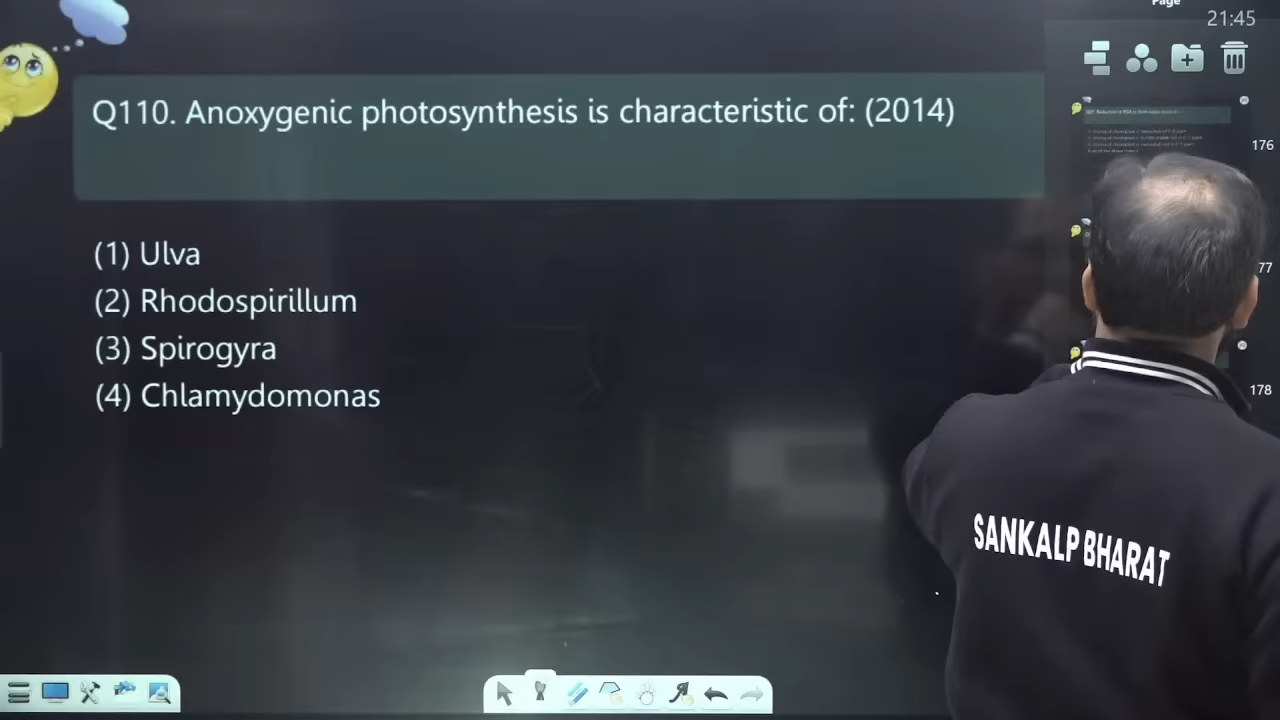 Page
21:45
Q110. Anoxygenic photosynthesis is characteristic of: (2014)
176
(1) Ulva
(2) Rhodospirillum
(3) Spirogyra
(4) Chlamydomonas
77
178
SANKALP BHARAT